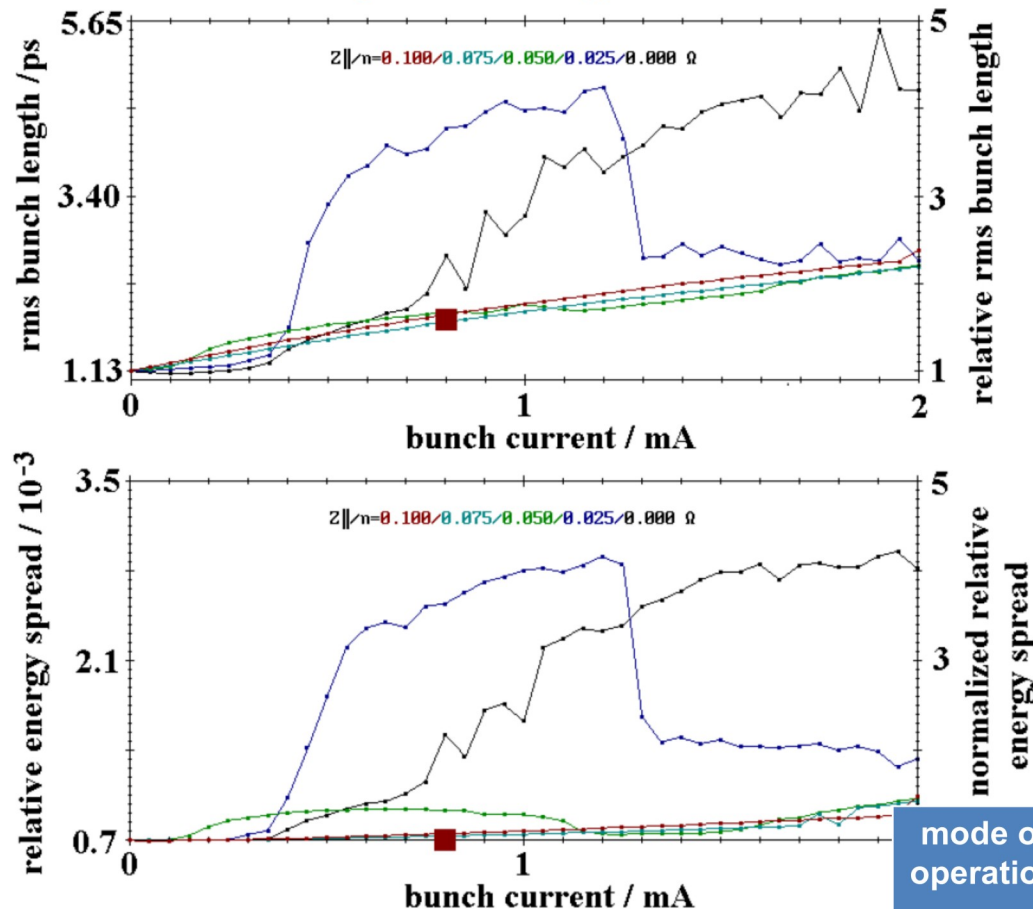 5.65
5
Z∥/n=0.100/0.075/0.050/0.025/0.000 Ω
rms bunch length /ps
relative rms bunch length
3.40
3
1.13
1
0
1
2
bunch current / mA
3.5
5
Z∥/n=0.100/0.075/0.050/0.025/0.000 Ω
relative energy spread / 10⁻³
normalized relative
energy spread
2.1
3
0.7
0
1
bunch current / mA
mode o
operation